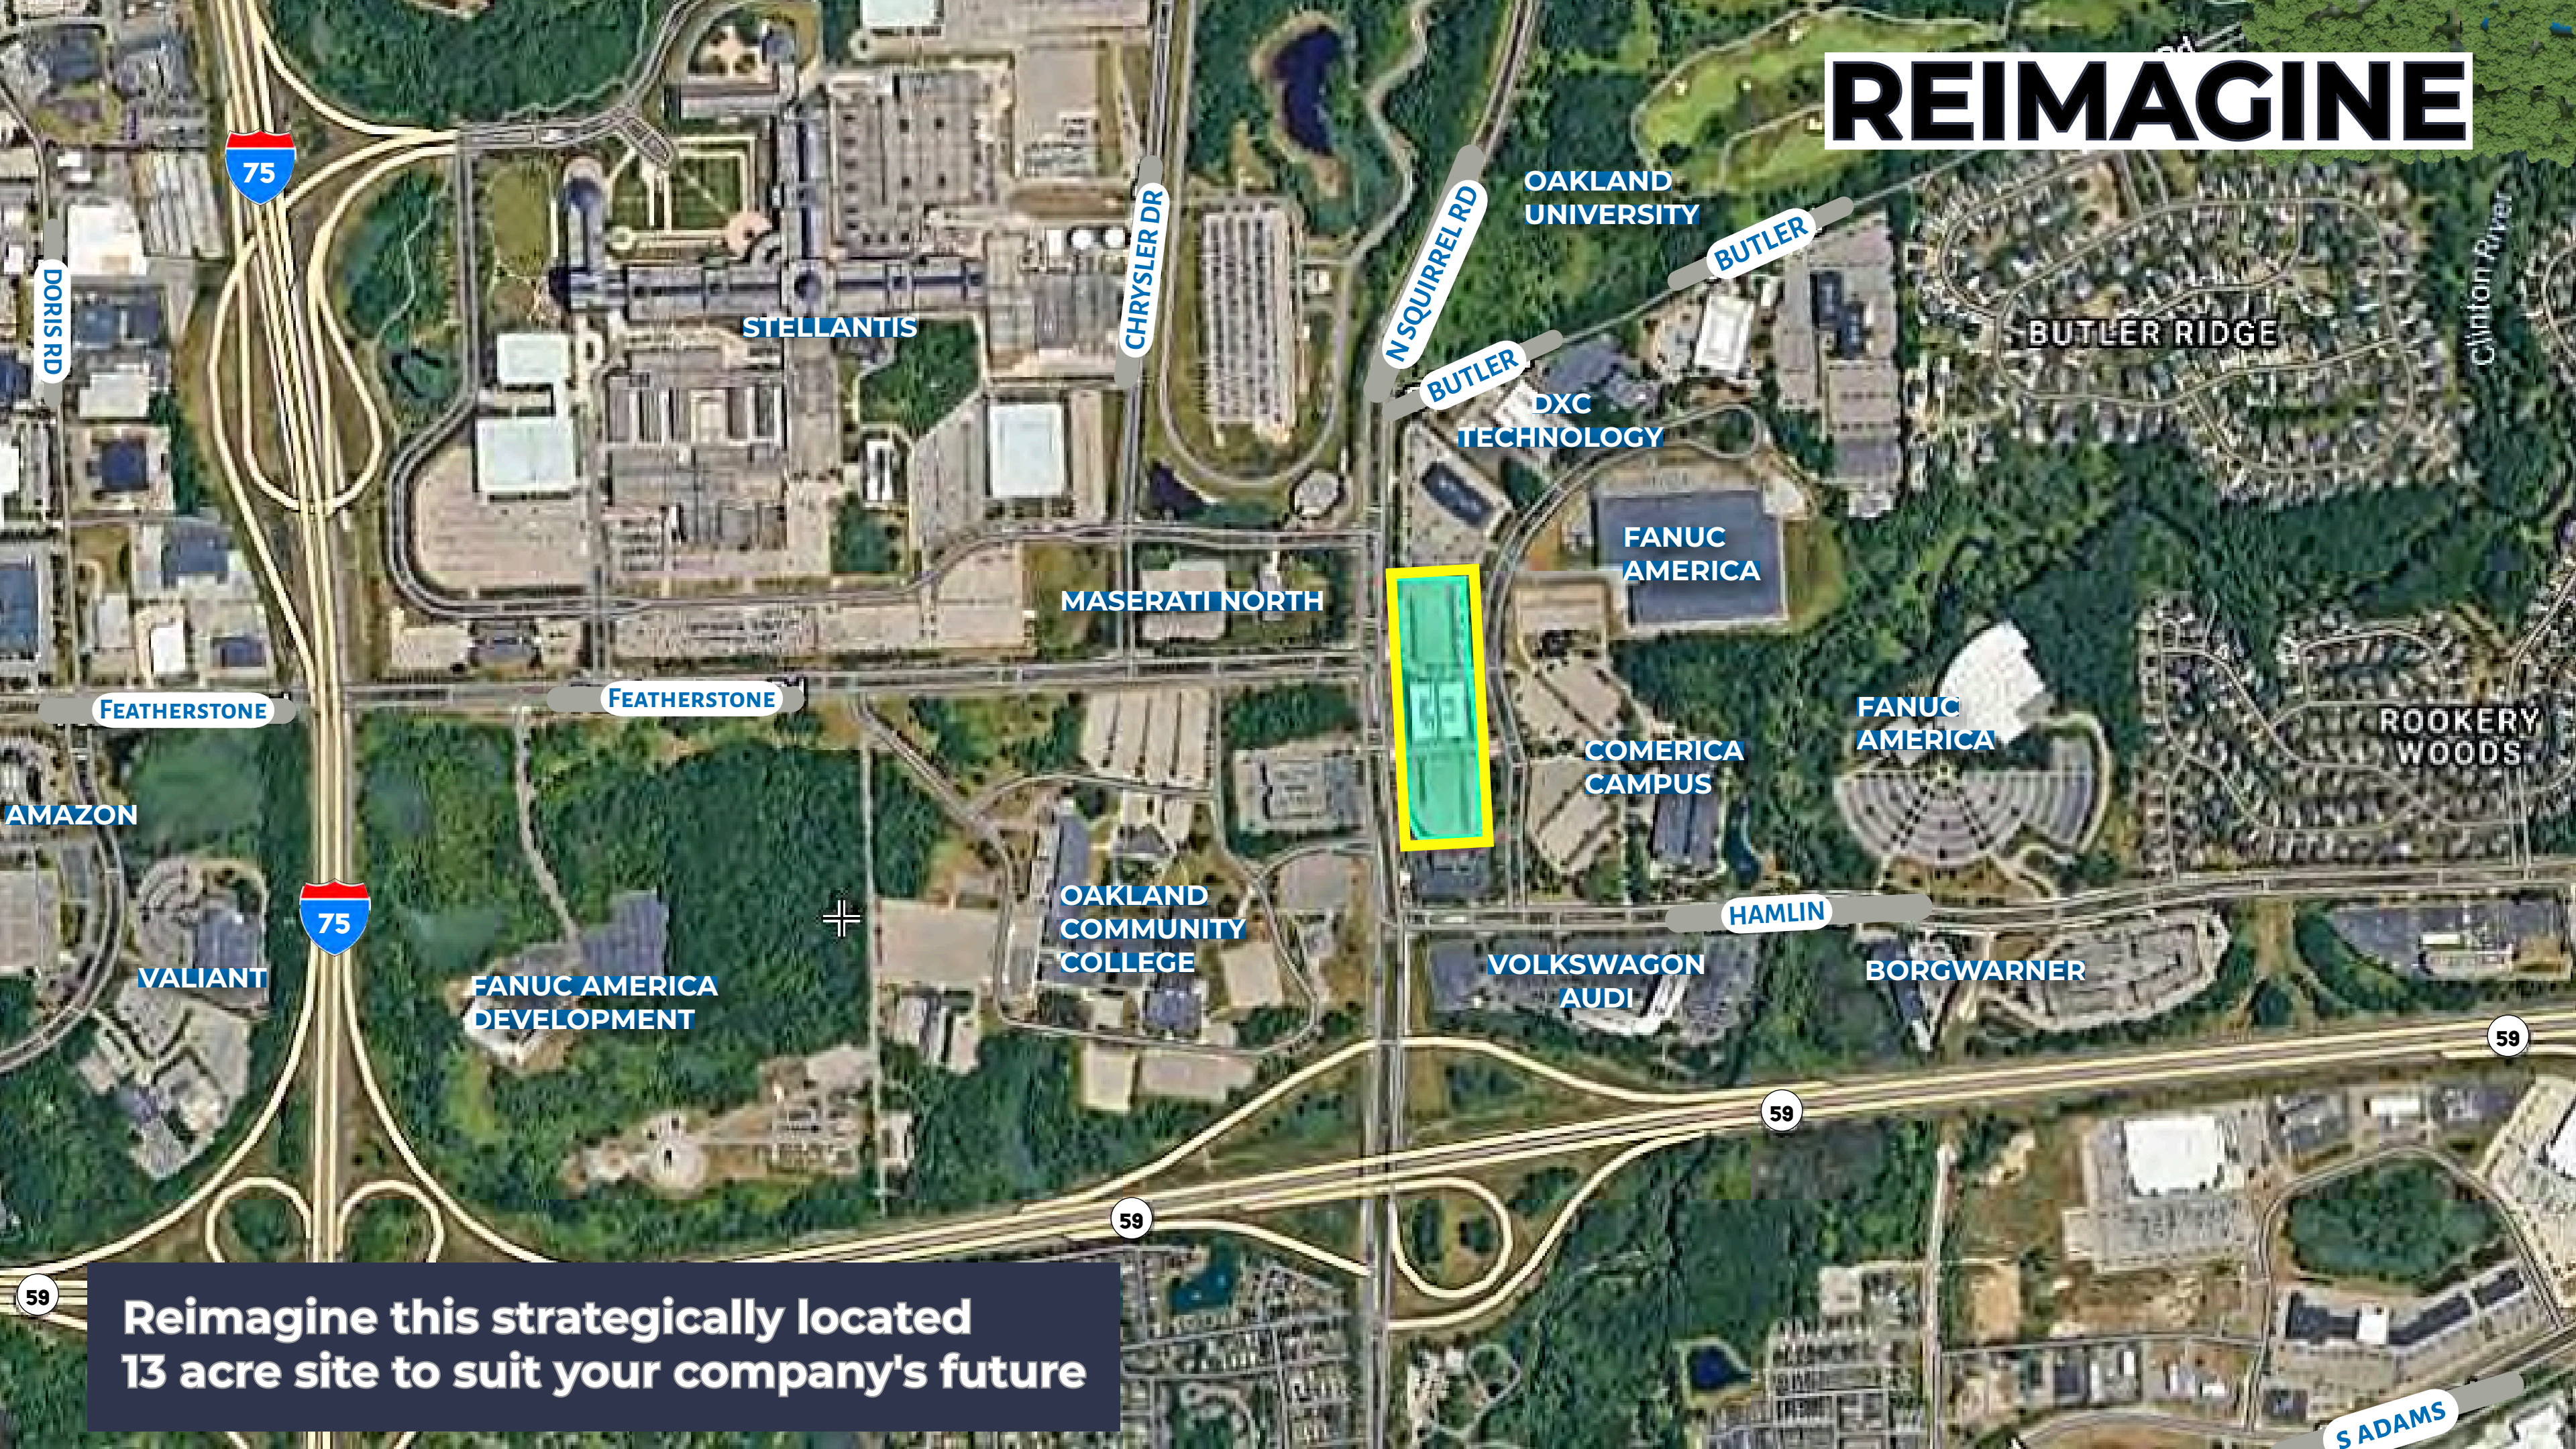 REIMAGINE
Rd
75
DORIS RD
CHRYSLER DR
N SQUIRREL RD
OAKLAND
UNIVERSITY
BUTLER
Clinton River
STELLANTIS
BUTLER RIDGE
BUTLER
DXC
TECHNOLOGY
FANUC
AMERICA
MASERATI NORTH
FEATHERSTONE
FEATHERSTONE
FANUC
AMERICA
ROOKERY
WOODS
COMERICA
CAMPUS
AMAZON
75
OAKLAND
COMMUNITY
COLLEGE
HAMLIN
VALIANT
FANUC AMERICA
DEVELOPMENT
VOLKSWAGON
AUDI
BORGWARNER
59
59
59
59
Reimagine this strategically located
13 acre site to suit your company's future
S ADAMS